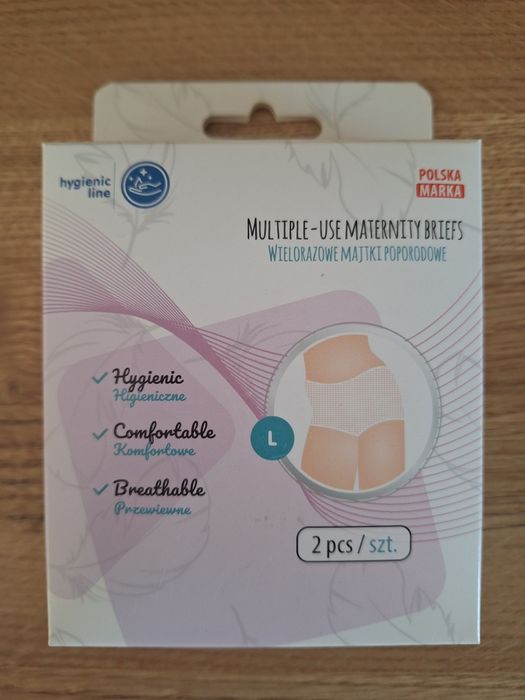 hygienic
line
POLSKA
MARKA
MULTIPLE-USE MATERNITY BRIEFS
WIELORAZOWE MAJTKI POPORODOWE
Hygienic
Higieniczne
Comfortable
Komfortowe
L
Breathable
Przewiewne
2 pcs / szt.